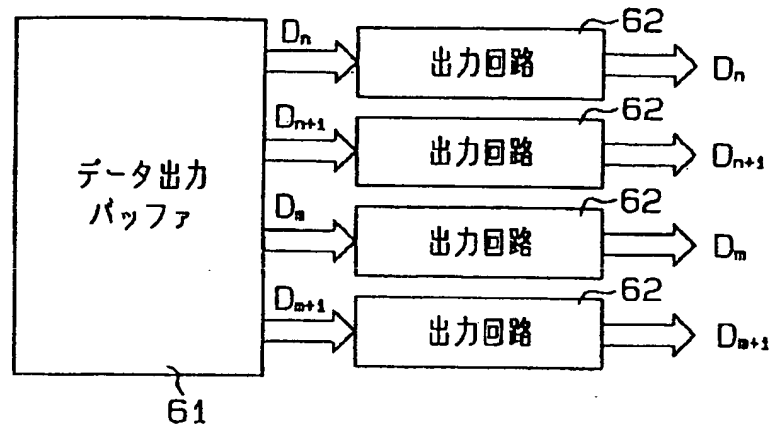 62
Dn
出力回路
Dn
62
Dn+1
出力回路
Dn+1
データ出力
バッファ
62
Dm
出力回路
Dm
62
Dm+1
出力回路
Dm+1
61